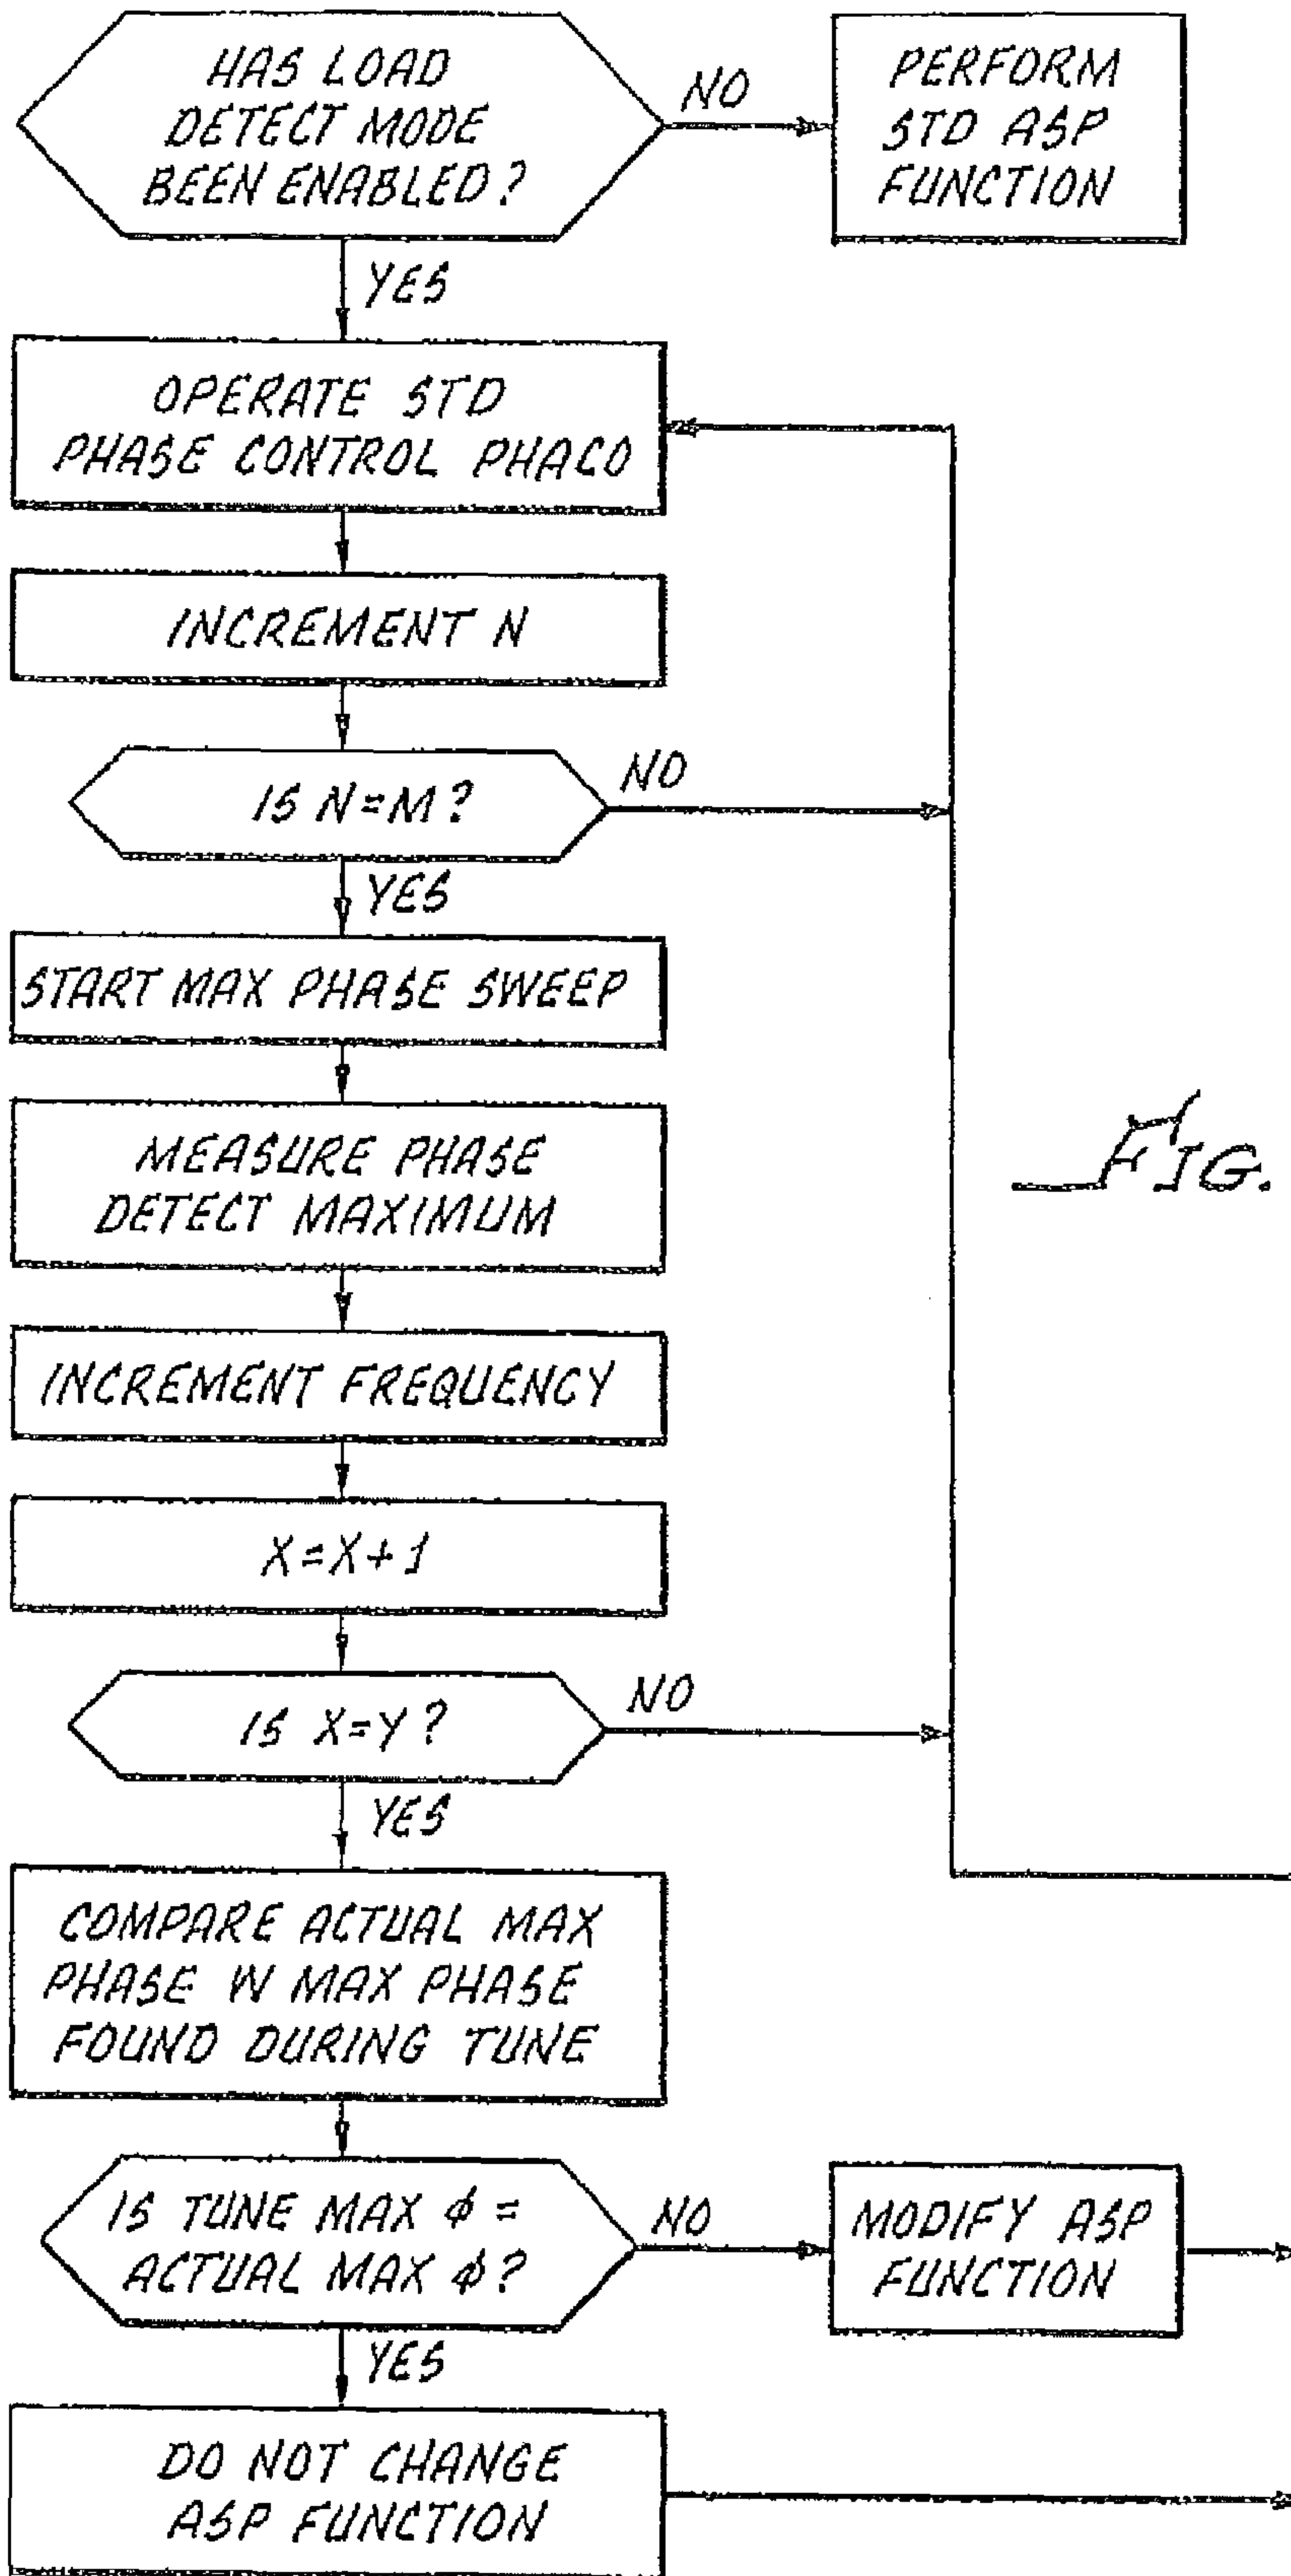 HAS LOAD
DETECT MODE
BEEN ENABLED?
NO
PERFORM
STD ASP
FUNCTION
YES
OPERATE STD
PHASE CONTROL PHACO
INCREMENT N
IS N=M?
NO
YES
START MAX PHASE SWEEP
MEASURE PHASE
DETECT MAXIMUM
FIG.
INCREMENT FREQUENCY
X=X+1
IS X=Y?
NO
YES
COMPARE ACTUAL MAX
PHASE W MAX PHASE
FOUND DURING TUNE
IS TUNE MAX ϕ =
ACTUAL MAX ϕ?
NO
MODIFY ASP
FUNCTION
YES
DO NOT CHANGE
ASP FUNCTION